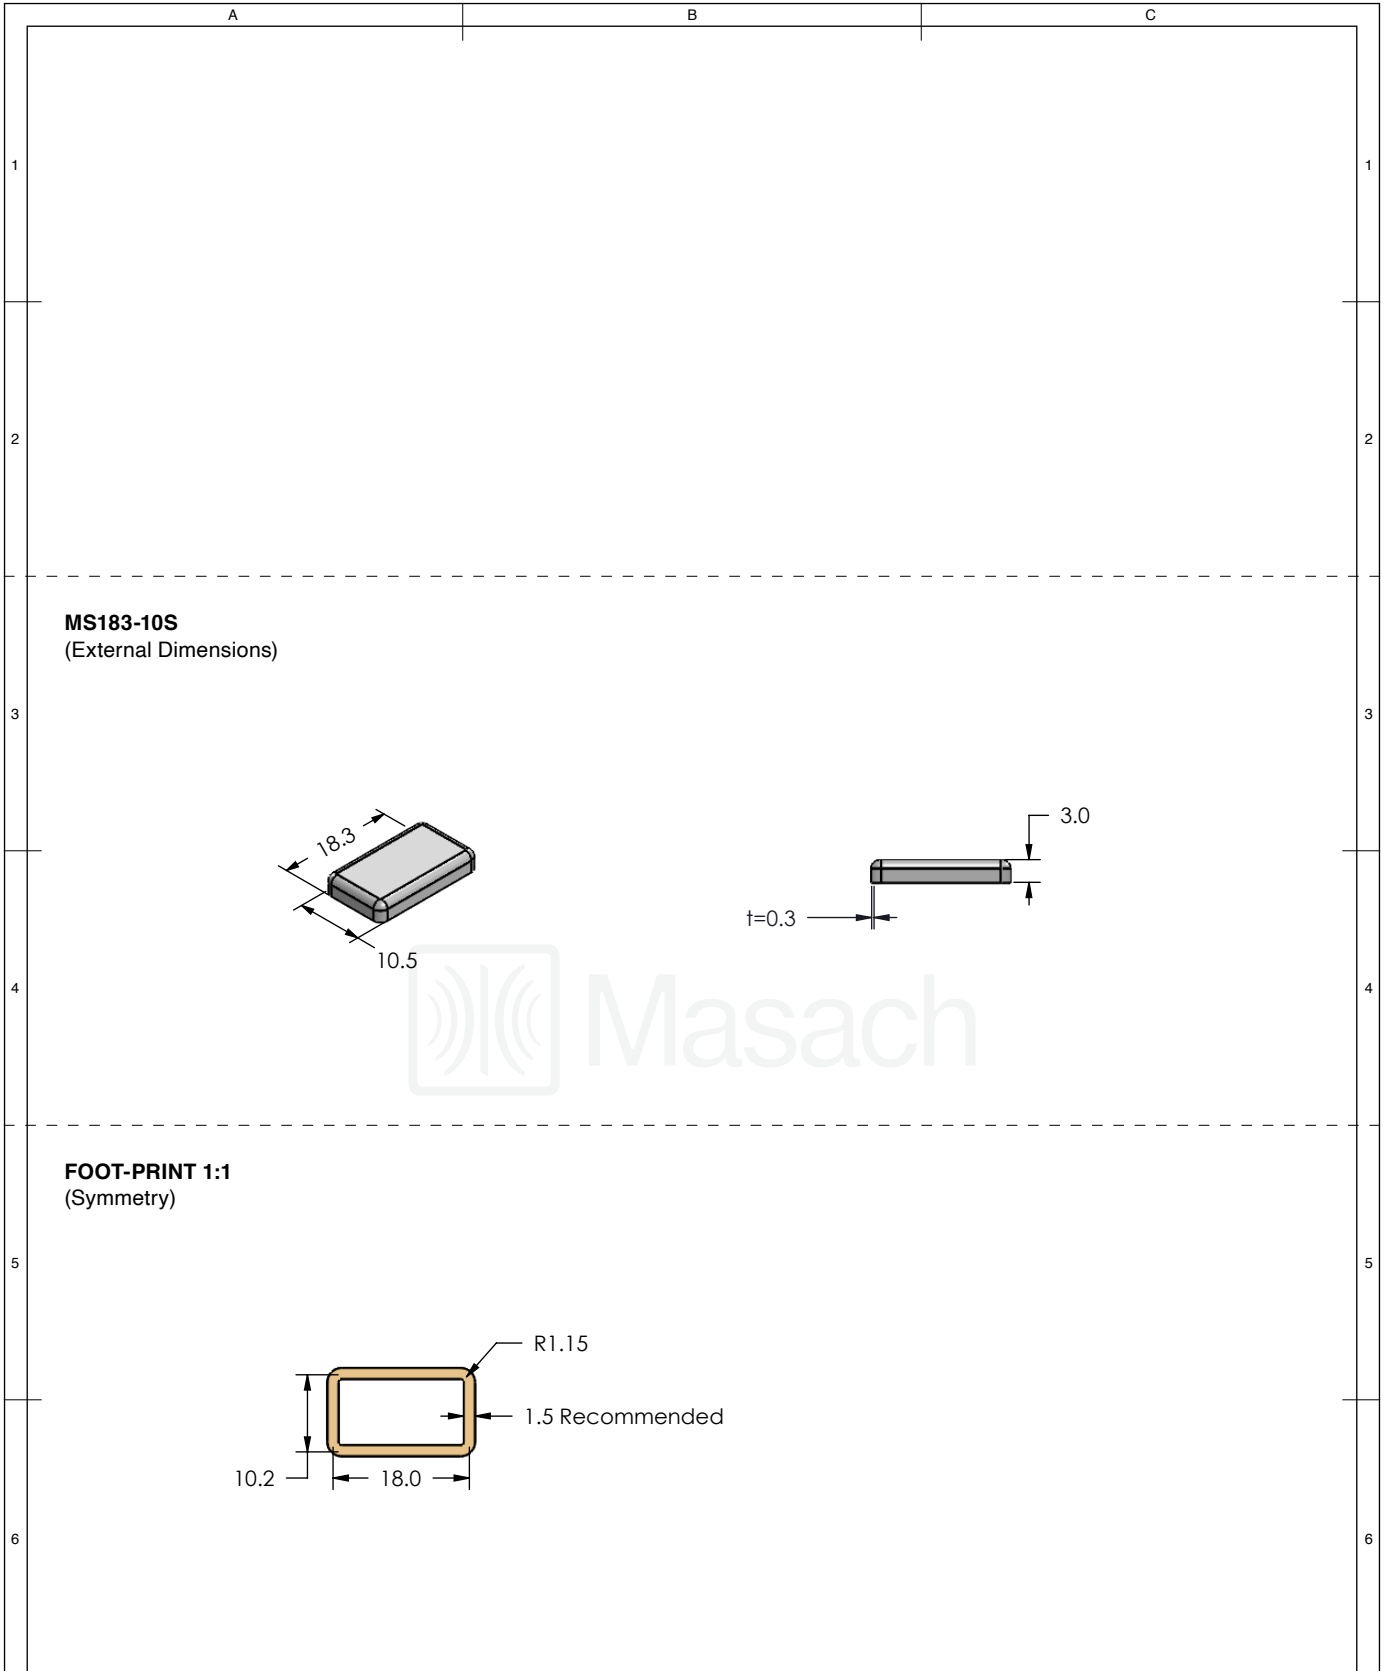 A B C
1 1
2 2
MS183-10S
(External Dimensions)
3 3
18.3
3.0
t=0.3
10.5
Masach
4 4
FOOT-PRINT 1:1
(Symmetry)
5 5
R1.15
1.5 Recommended
10.2 18.0
6 6